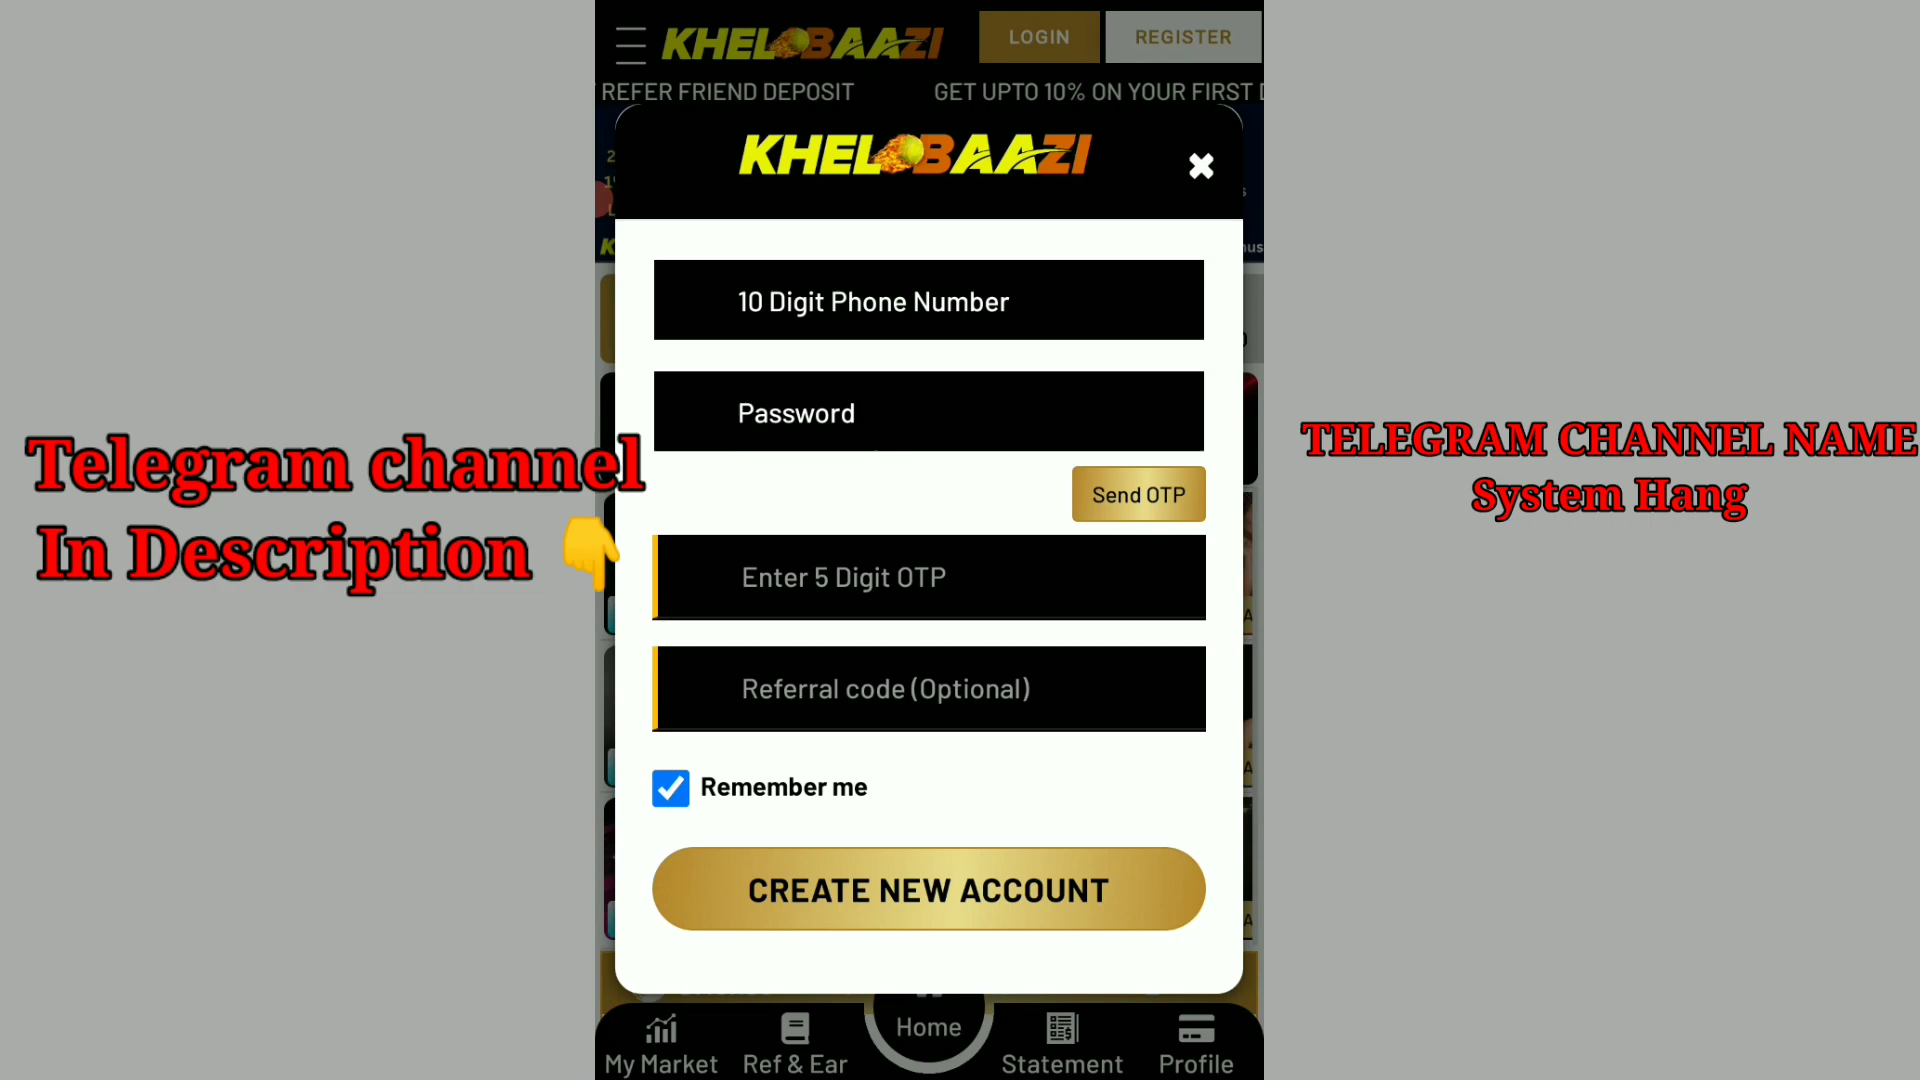 KHELOBAAZI
LOGIN
REGISTER
REFER FRIEND DEPOSIT
GET UPTO 10% ON YOUR FIRST
KHELOBAAZI
10 Digit Phone Number
Password
Send OTP
Enter 5 Digit OTP
Referral code (Optional)
Remember me
CREATE NEW ACCOUNT
My Market
Ref & Ear
Home
Statement
Profile
Telegram channel
In Description 👇
TELEGRAM CHANNEL NAME
System Hang